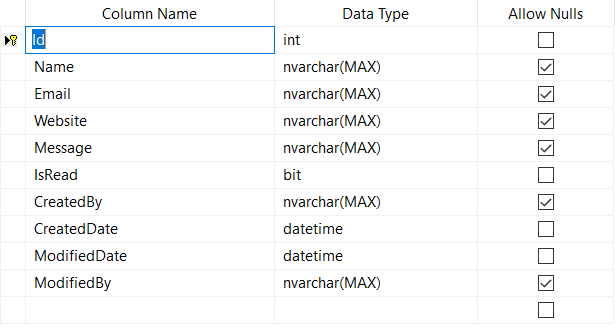 Column Name Data Type Allow Nulls
Id int
Name nvarchar(MAX)
Email nvarchar(MAX)
Website nvarchar(MAX)
Message nvarchar(MAX)
IsRead bit
CreatedBy nvarchar(MAX)
CreatedDate datetime
ModifiedDate datetime
ModifiedBy nvarchar(MAX)